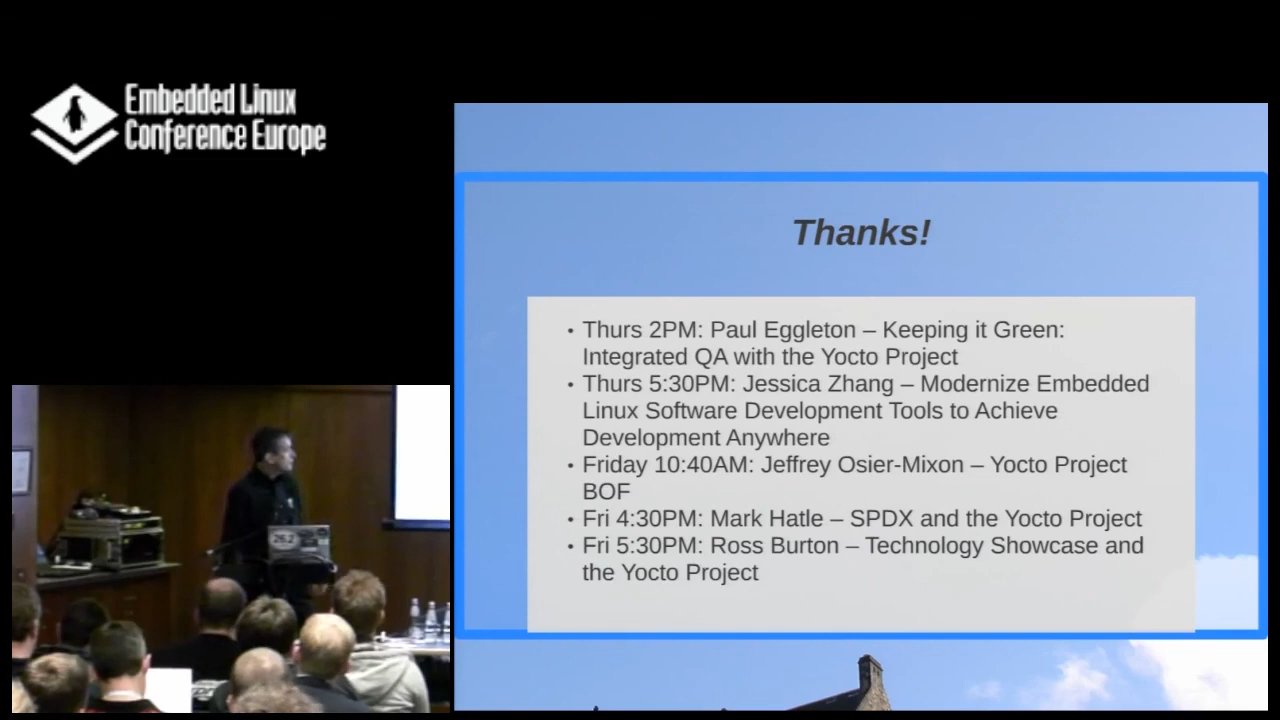 Embedded Linux
Conference Europe
Thanks!
• Thurs 2PM: Paul Eggleton – Keeping it Green:
Integrated QA with the Yocto Project
• Thurs 5:30PM: Jessica Zhang – Modernize Embedded
Linux Software Development Tools to Achieve
Development Anywhere
• Friday 10:40AM: Jeffrey Osier-Mixon – Yocto Project
BOF
• Fri 4:30PM: Mark Hatle – SPDX and the Yocto Project
• Fri 5:30PM: Ross Burton – Technology Showcase and
the Yocto Project
26.2